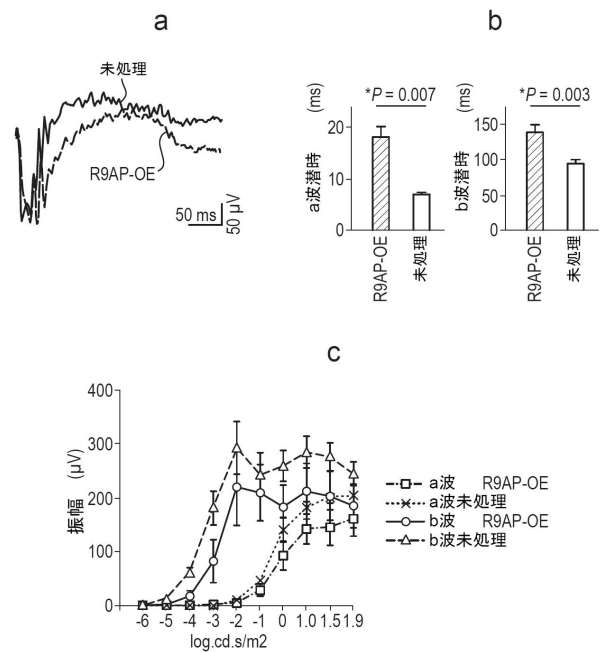 a
未処理
R9AP-OE
50 ms
50 µV
b
(ms)
*P = 0.007
20
10
0
a波潜時
R9AP-OE
未処理
(ms)
*P = 0.003
150
100
50
0
b波潜時
R9AP-OE
未処理
c
400
300
200
100
0
振幅 (µV)
-6 -5 -4 -3 -2 -1 0 1.0 1.5 1.9
log.cd.s/m2
a波 R9AP-OE
a波未処理
b波 R9AP-OE
b波未処理